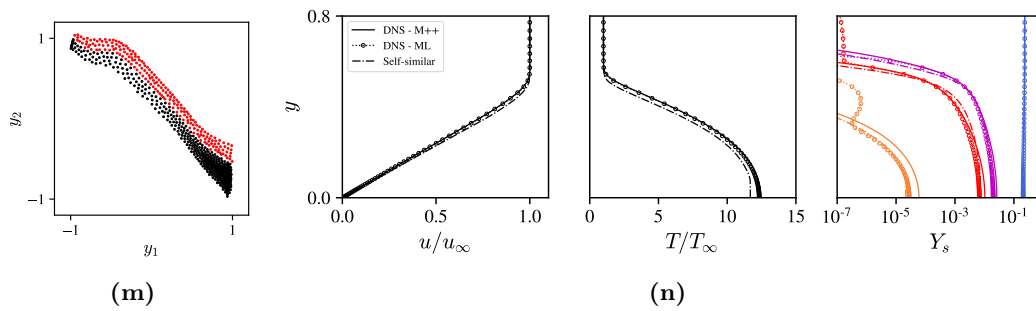 1
−1
y₂
−1
1
y₁
(m)
0.8
0.0
y
DNS - M++
DNS - ML
Self-similar
0.0
0.5
1.0
u/u∞
0
5
10
15
T/T∞
10⁻⁷
10⁻⁵
10⁻³
10⁻¹
Yₛ
(n)